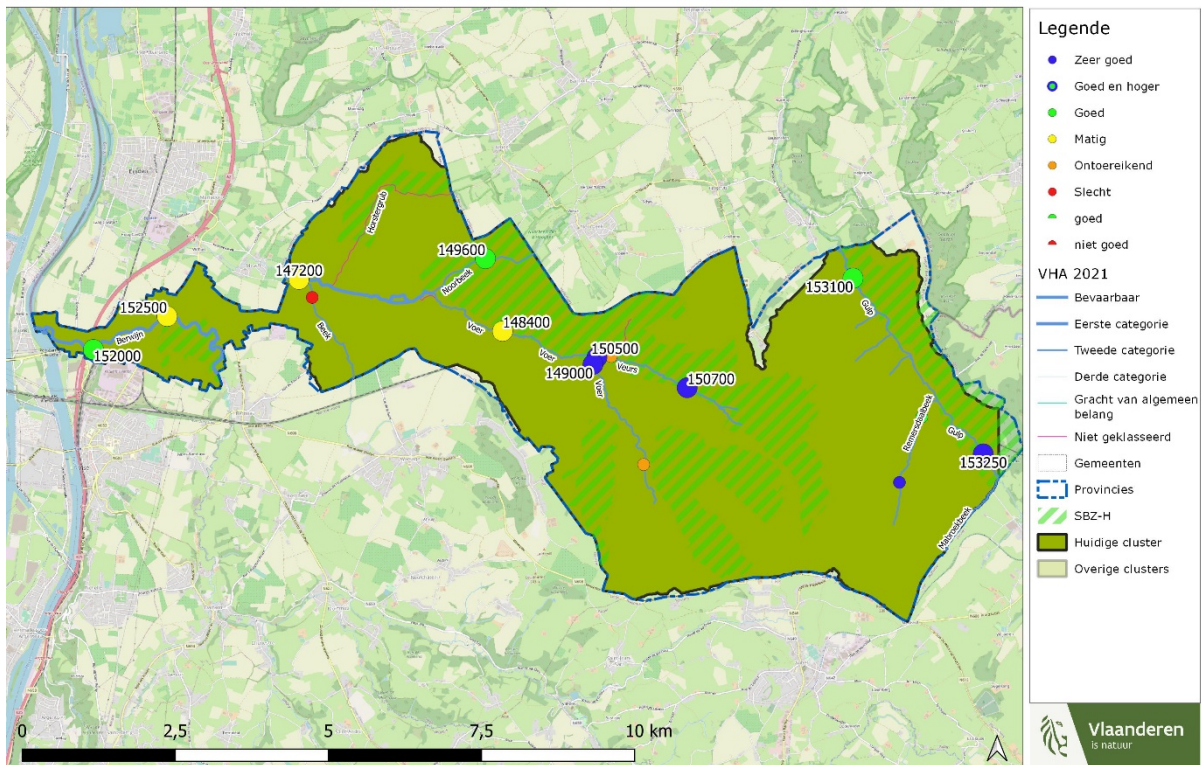 147200
Horstergrub
149600
Noorbeek
152500
Berwijn
152000
Beek
Voer
148400
Voer
150500
149000
Veurs
Voer
150700
153100
Gulp
Remersdaalbeek
Gulp
153250
Mabroekbeek
0
2,5
5
7,5
10 km
Legende
Zeer goed
Goed en hoger
Goed
Matig
Ontoereikend
Slecht
goed
niet goed
VHA 2021
Bevaarbaar
Eerste categorie
Tweede categorie
Derde categorie
Gracht van algemeen
belang
Niet geklasseerd
Gemeenten
Provincies
SBZ-H
Huidige cluster
Overige clusters
Vlaanderen
is natuur